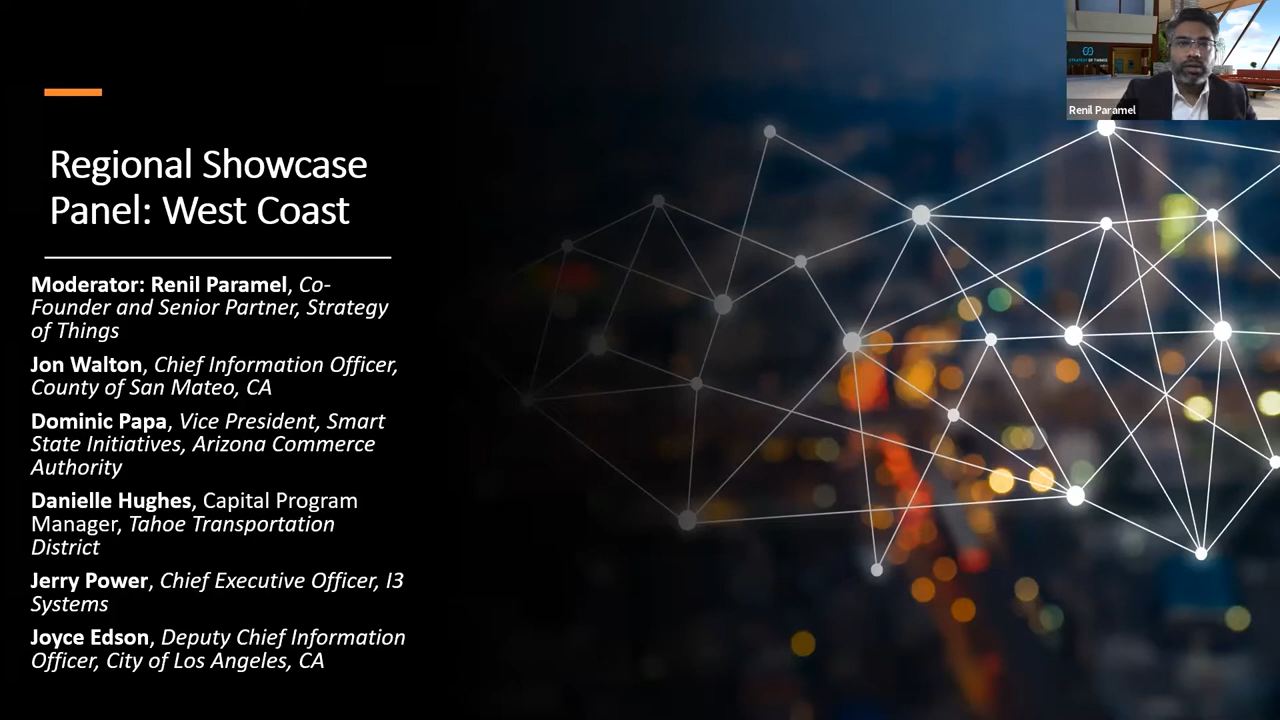 Regional Showcase
Panel: West Coast
Moderator: Renil Paramel, Co-
Founder and Senior Partner, Strategy
of Things
Jon Walton, Chief Information Officer,
County of San Mateo, CA
Dominic Papa, Vice President, Smart
State Initiatives, Arizona Commerce
Authority
Danielle Hughes, Capital Program
Manager, Tahoe Transportation
District
Jerry Power, Chief Executive Officer, I3
Systems
Joyce Edson, Deputy Chief Information
Officer, City of Los Angeles, CA
STRATEGY OF THINGS
Renil Paramel